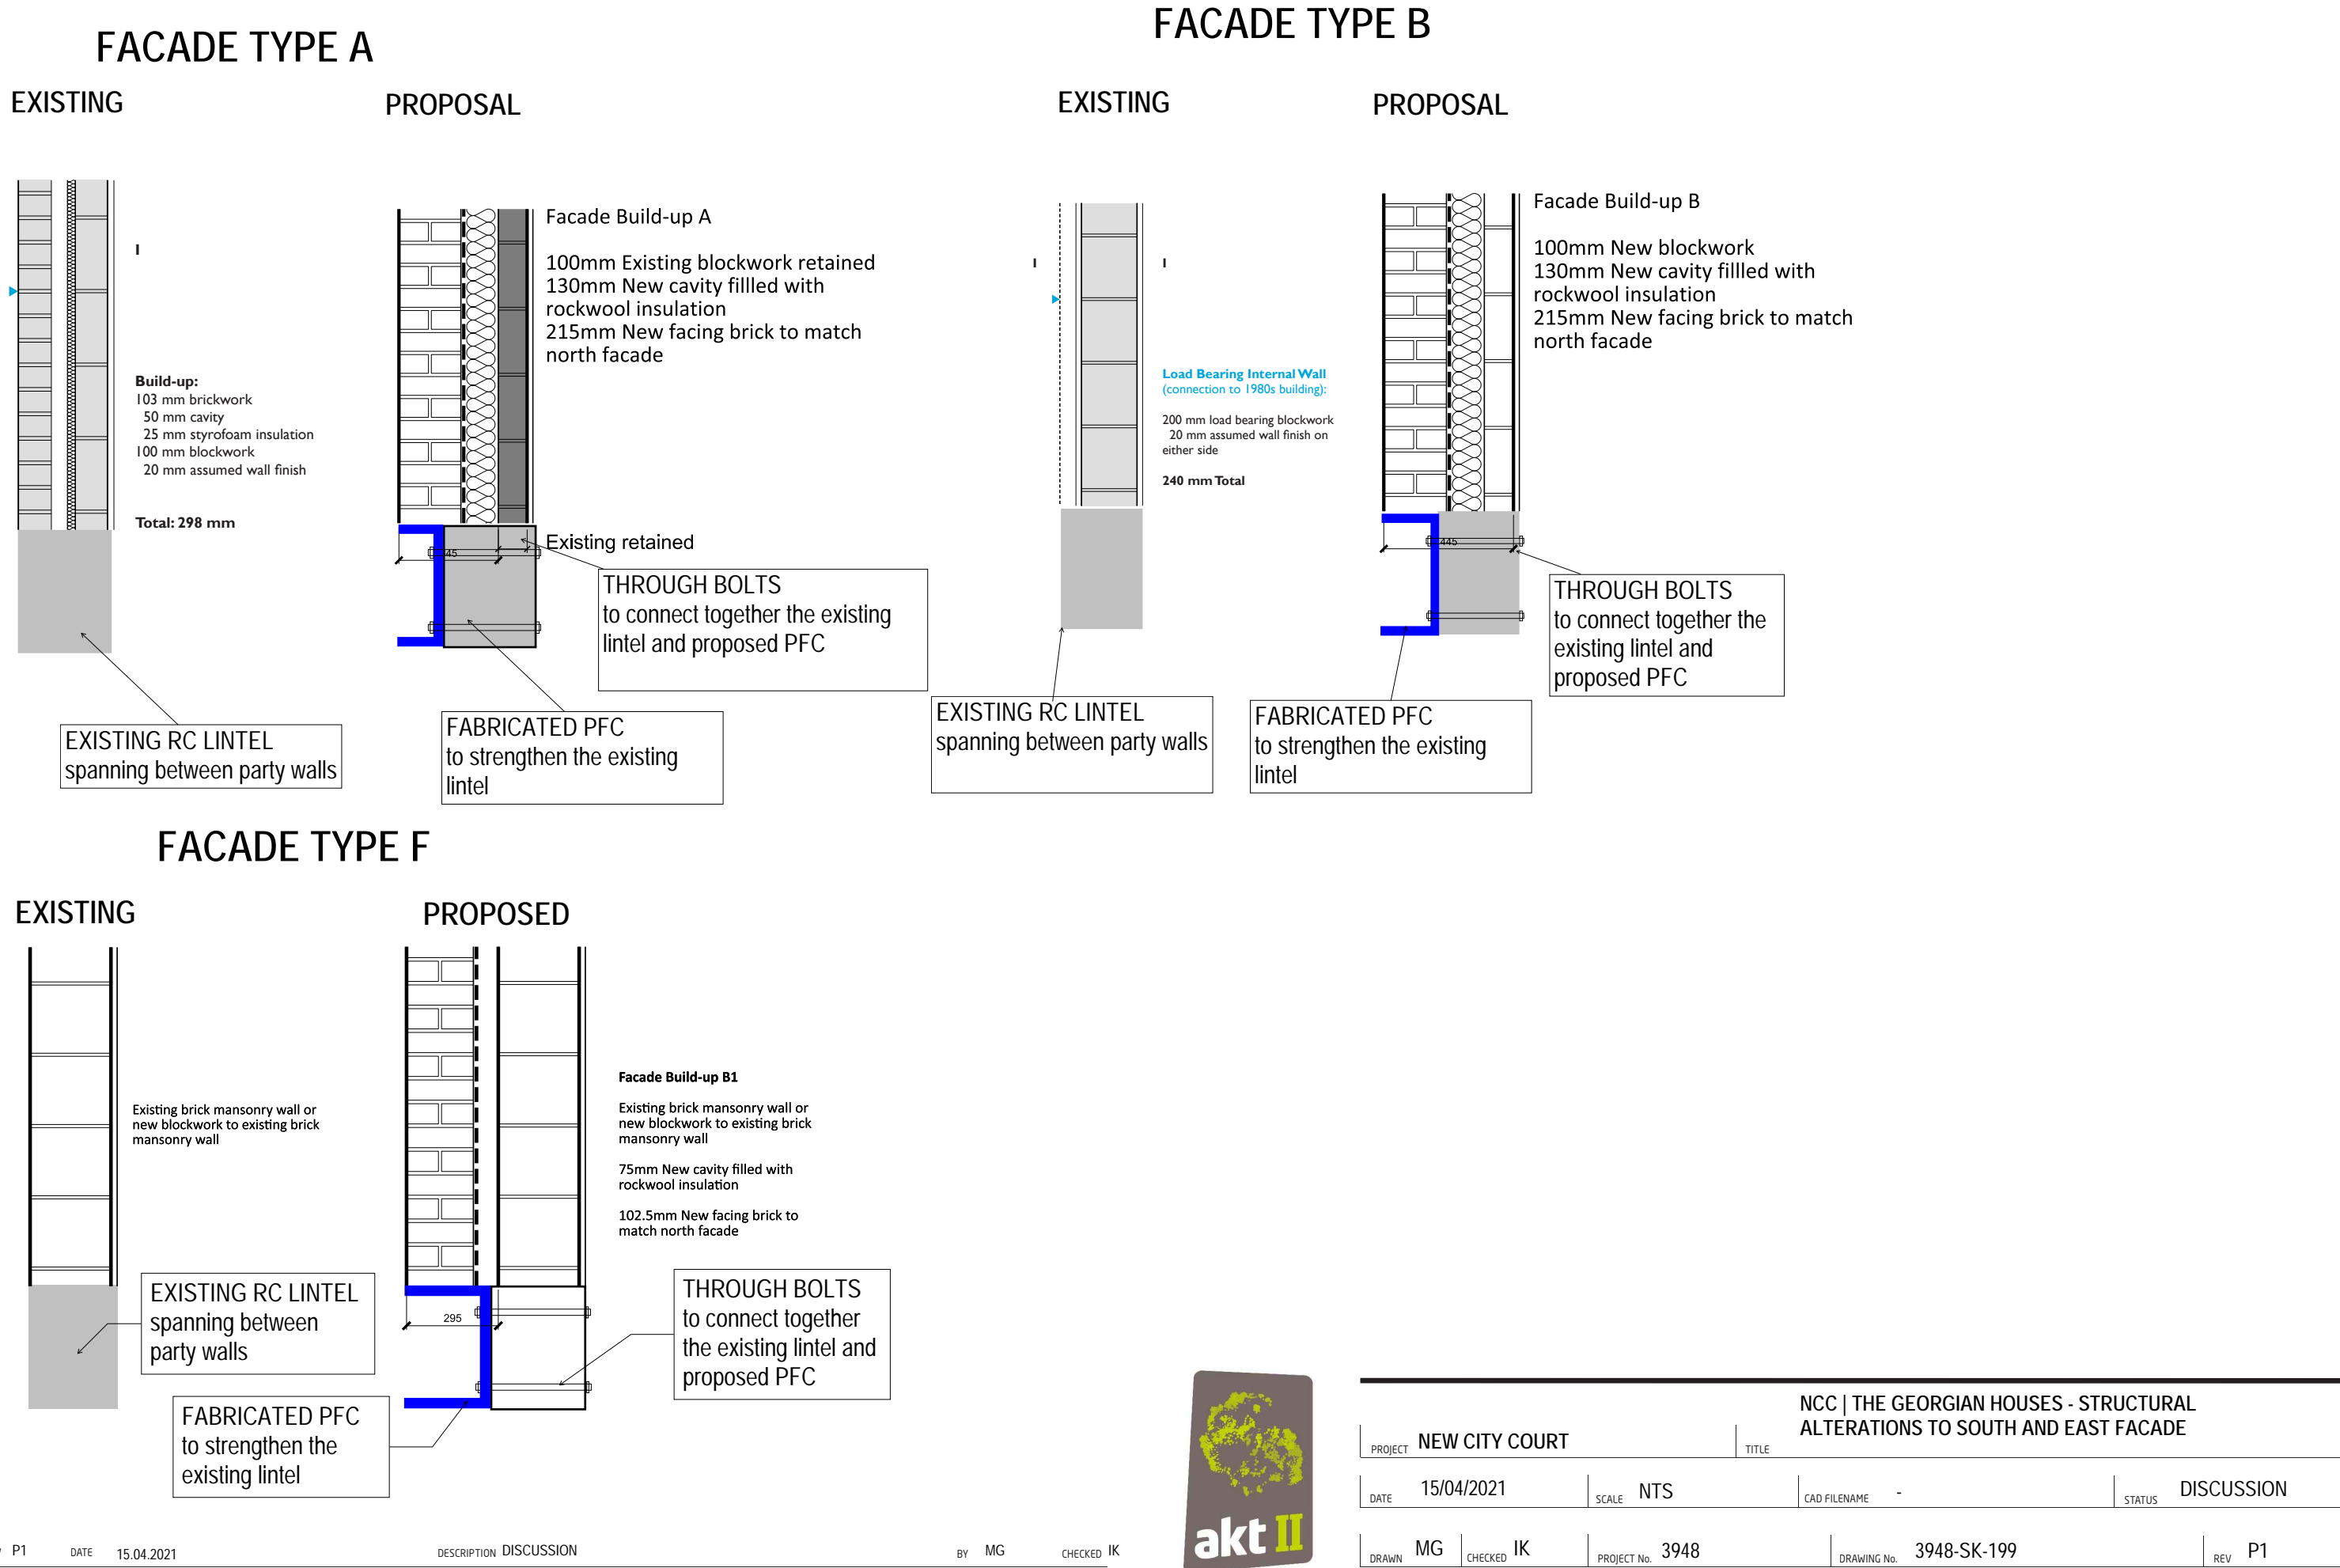 FACADE TYPE A
EXISTING
PROPOSAL
I
Build-up:
103 mm brickwork
50 mm cavity
25 mm styrofoam insulation
100 mm blockwork
20 mm assumed wall finish
Total: 298 mm
EXISTING RC LINTEL
spanning between party walls
Facade Build-up A
100mm Existing blockwork retained
130mm New cavity fillled with
rockwool insulation
215mm New facing brick to match
north facade
45
Existing retained
THROUGH BOLTS
to connect together the existing
lintel and proposed PFC
FABRICATED PFC
to strengthen the existing
lintel
FACADE TYPE B
EXISTING
PROPOSAL
I
I
Load Bearing Internal Wall
(connection to 1980s building):
200 mm load bearing blockwork
20 mm assumed wall finish on
either side
240 mm Total
EXISTING RC LINTEL
spanning between party walls
Facade Build-up B
100mm New blockwork
130mm New cavity fillled with
rockwool insulation
215mm New facing brick to match
north facade
445
THROUGH BOLTS
to connect together the
existing lintel and
proposed PFC
FABRICATED PFC
to strengthen the existing
lintel
FACADE TYPE F
EXISTING
PROPOSED
Existing brick mansonry wall or
new blockwork to existing brick
mansonry wall
EXISTING RC LINTEL
spanning between
party walls
FABRICATED PFC
to strengthen the
existing lintel
Facade Build-up B1
Existing brick mansonry wall or
new blockwork to existing brick
mansonry wall
75mm New cavity filled with
rockwool insulation
102.5mm New facing brick to
match north facade
295
THROUGH BOLTS
to connect together
the existing lintel and
proposed PFC
P1 DATE 15.04.2021 DESCRIPTION DISCUSSION BY MG CHECKED IK
akt II
PROJECT NEW CITY COURT
TITLE NCC | THE GEORGIAN HOUSES - STRUCTURAL
ALTERATIONS TO SOUTH AND EAST FACADE
DATE 15/04/2021 SCALE NTS CAD FILENAME - STATUS DISCUSSION
DRAWN MG CHECKED IK PROJECT No. 3948 DRAWING No. 3948-SK-199 REV P1